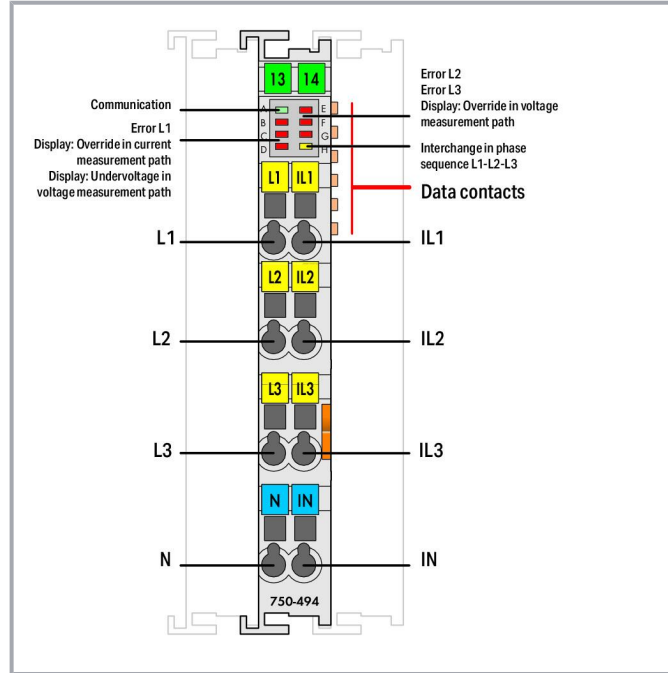 13 14
Communication
Error L1
Display: Override in current
measurement path
Display: Undervoltage in
voltage measurement path
A E
B F
C G
D H
Error L2
Error L3
Display: Override in voltage
measurement path
Interchange in phase
sequence L1-L2-L3
Data contacts
L1 IL1
L1 IL1
L2 IL2
L2 IL2
L3 IL3
L3 IL3
N IN
N IN
750-494